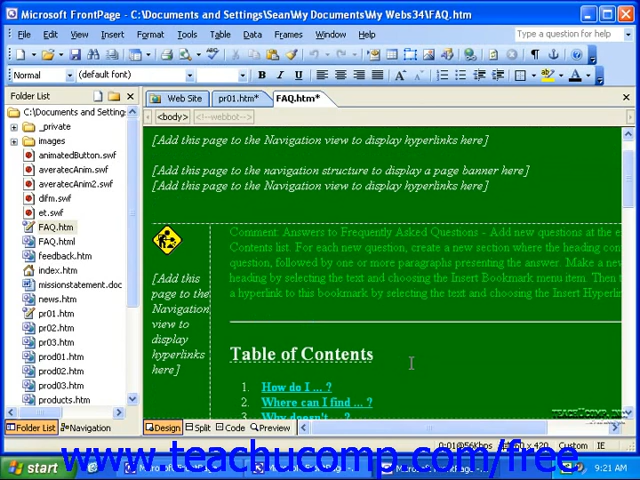 Microsoft FrontPage - C:\Documents and Settings\Sean\My Documents\My Webs34\FAQ.htm
File Edit View Insert Format Tools Table Data Frames Window Help
Type a question for help
Normal (default font)
B I U
Folder List
Web Site pr01.htm* FAQ.htm*
C:\Documents and Settings
<body> <!--webbot-->
_private
images
animatedButton.swf
averatecAnim.swf
averatecAnim2.swf
difm.swf
et.swf
FAQ.htm
FAQ.html
feedback.htm
index.htm
missionstatement.doc
news.htm
pr01.htm
pr02.htm
pr03.htm
prod01.htm
prod02.htm
prod03.htm
products.htm
[Add this page to the Navigation view to display hyperlinks here]
[Add this page to the navigation structure to display a page banner here]
[Add this page to the Navigation view to display hyperlinks here]
[Add this
page to the
Navigation
view to
display
hyperlinks
here]
Comment: Answers to Frequently Asked Questions - Add new questions at the
Contents list. For each new question, create a new section where the heading
question, followed by one or more paragraphs presenting the answer. Make a
heading by selecting the text and choosing the Insert Bookmark menu item. Then
a hyperlink to this bookmark by selecting the text and choosing the Insert
Table of Contents
1. How do I ... ?
2. Where can I find ... ?
3. Why doesn't ... ?
Folder List Navigation
Design Split Code Preview
TEACHUCOMP, INC.
0:01@56Kbps Custom IE
www.teachucomp.com/free
start
9:21 AM